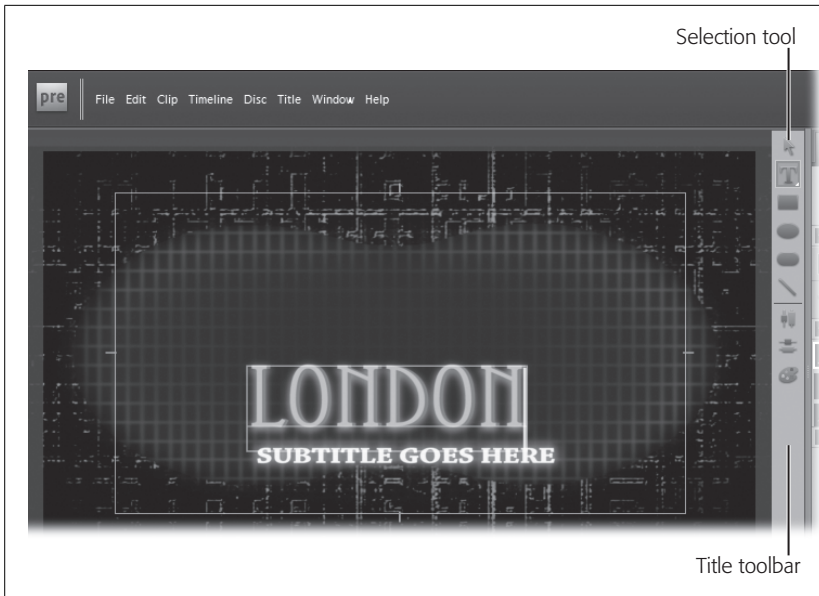 Selection tool
pre File Edit Clip Timeline Disc Title Window Help
T
LONDON
SUBTITLE GOES HERE
Title toolbar